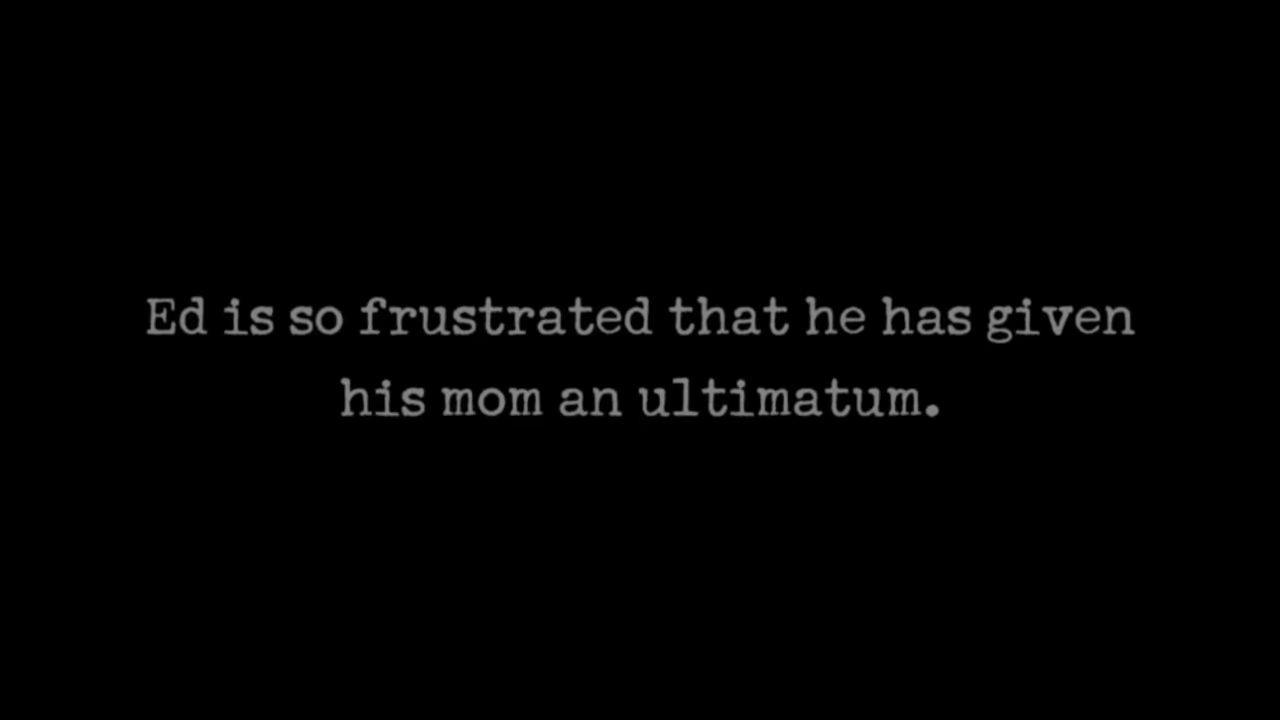 Ed is so frustrated that he has given
his mom an ultimatum.